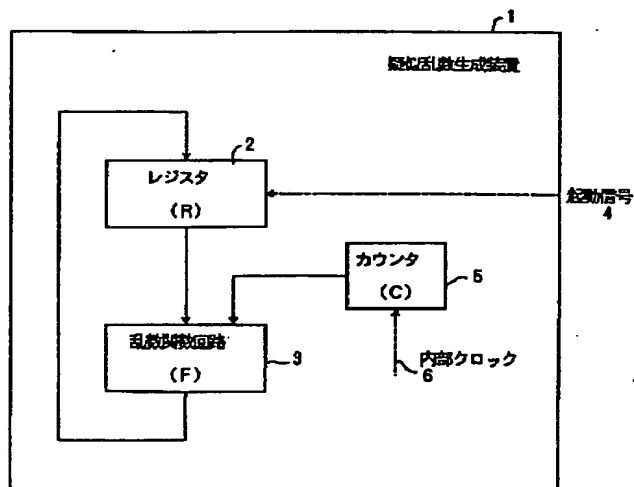 1
疑似乱数生成装置
2
レジスタ
(R)
起動信号
4
カウンタ
(C)
5
乱数関数回路
(F)
3
内部クロック
6